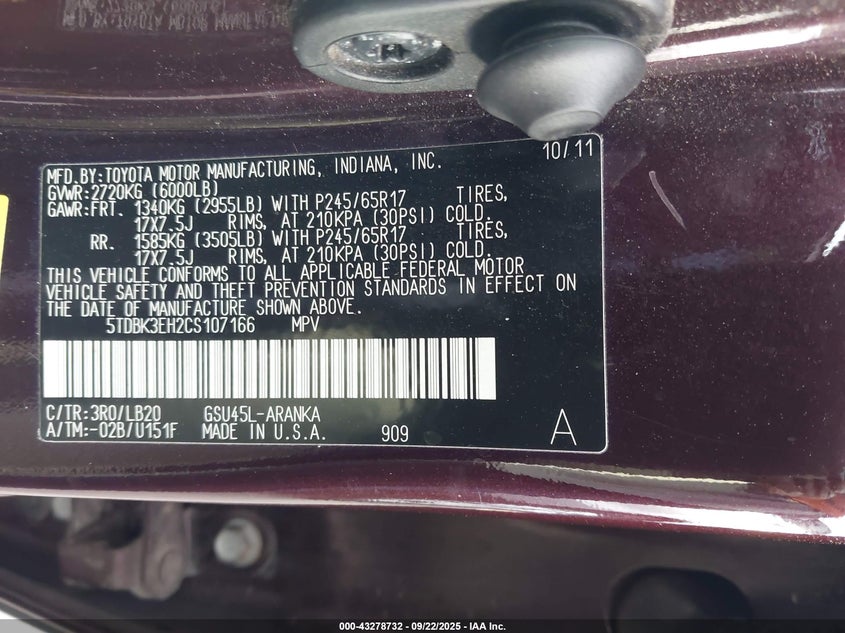 MFD.BY:TOYOTA MOTOR MANUFACTURING, INDIANA, INC. 10/11
GVWR:2720KG (6000LB)
GAWR:FRT. 1340KG (2955LB) WITH P245/65R17 TIRES,
17X7.5J RIMS, AT 210KPA (30PSI) COLD.
RR. 1585KG (3505LB) WITH P245/65R17 TIRES,
17X7.5J RIMS, AT 210KPA (30PSI) COLD.
THIS VEHICLE CONFORMS TO ALL APPLICABLE FEDERAL MOTOR
VEHICLE SAFETY AND THEFT PREVENTION STANDARDS IN EFFECT ON
THE DATE OF MANUFACTURE SHOWN ABOVE.
5TDBK3EH2CS107166 MPV
C/TR:3R0/LB20 GSU45L-ARANKA
A/TM:-02B/U151F MADE IN U.S.A. 909 A
000-43278732 - 09/22/2025 - IAA Inc.